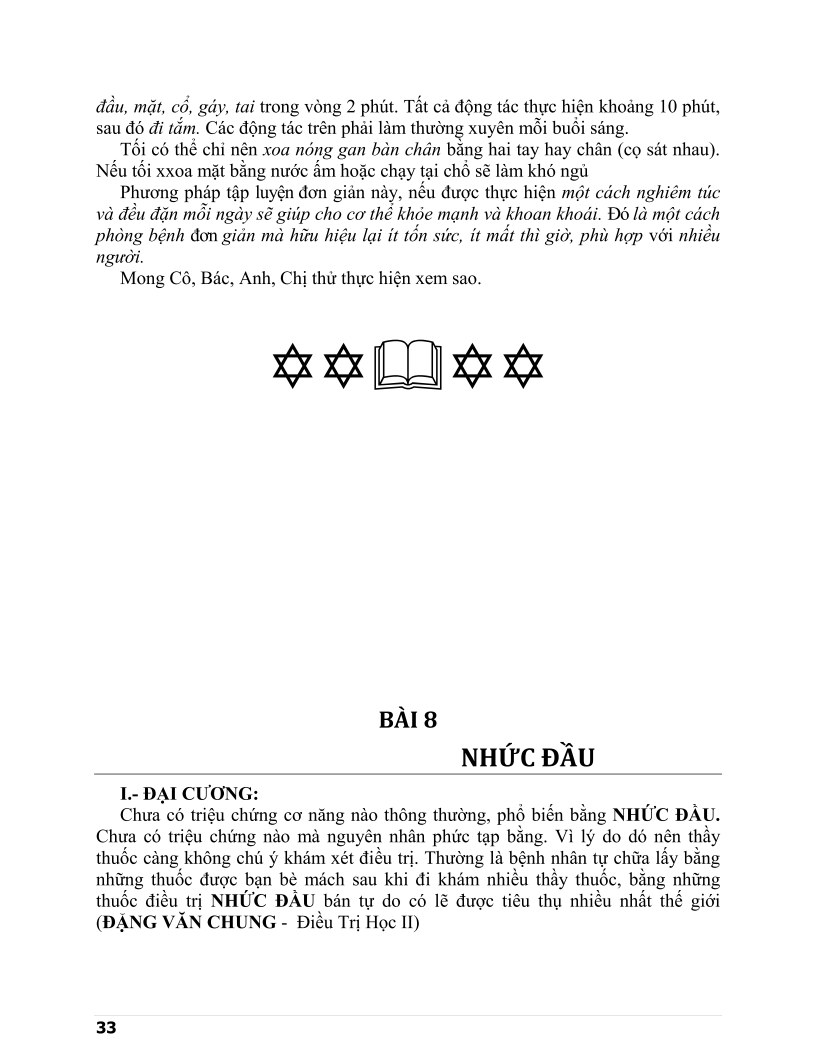 đầu, mặt, cổ, gáy, tai trong vòng 2 phút. Tất cả động tác thực hiện khoảng 10 phút,
sau đó đi tắm. Các động tác trên phải làm thường xuyên mỗi buổi sáng.
Tối có thể chỉ nên xoa nóng gan bàn chân bằng hai tay hay chân (cọ sát nhau).
Nếu tối xxoa mặt bằng nước ấm hoặc chạy tại chổ sẽ làm khó ngủ
Phương pháp tập luyện đơn giản này, nếu được thực hiện một cách nghiêm túc
và đều đặn mỗi ngày sẽ giúp cho cơ thể khỏe mạnh và khoan khoái. Đó là một cách
phòng bệnh đơn giản mà hữu hiệu lại ít tốn sức, ít mất thì giờ, phù hợp với nhiều
người.
Mong Cô, Bác, Anh, Chị thử thực hiện xem sao.
BÀI 8
NHỨC ĐẦU
I.- ĐẠI CƯƠNG:
Chưa có triệu chứng cơ năng nào thông thường, phổ biến bằng NHỨC ĐẦU.
Chưa có triệu chứng nào mà nguyên nhân phức tạp bằng. Vì lý do dó nên thầy
thuốc càng không chú ý khám xét điều trị. Thường là bệnh nhân tự chữa lấy bằng
những thuốc được bạn bè mách sau khi đi khám nhiều thầy thuốc, bằng những
thuốc điều trị NHỨC ĐẦU bán tự do có lẽ được tiêu thụ nhiều nhất thế giới
(ĐẶNG VĂN CHUNG - Điều Trị Học II)
33